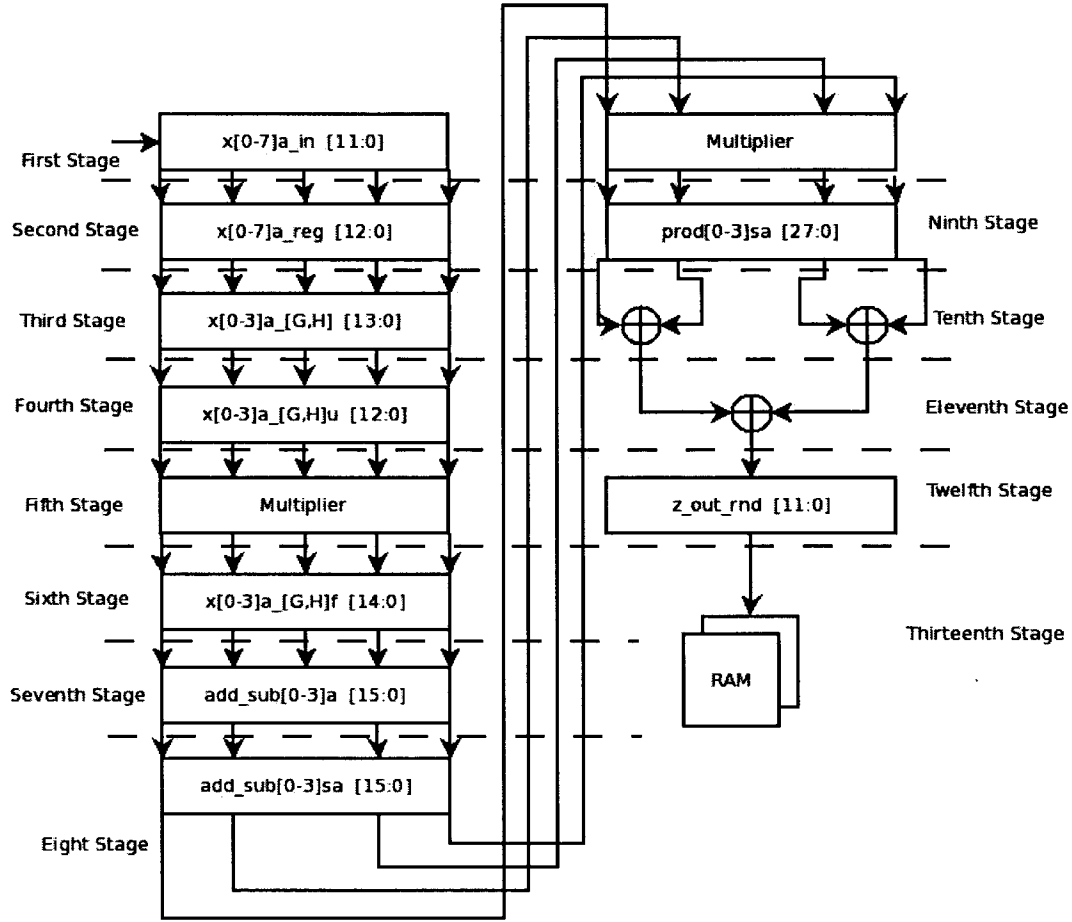 First Stage
x[0-7]a_in [11:0]
Second Stage
x[0-7]a_reg [12:0]
Third Stage
x[0-3]a_[G,H] [13:0]
Fourth Stage
x[0-3]a_[G,H]u [12:0]
Fifth Stage
Multiplier
Sixth Stage
x[0-3]a_[G,H]f [14:0]
Seventh Stage
add_sub[0-3]a [15:0]
add_sub[0-3]sa [15:0]
Eight Stage
Multiplier
prod[0-3]sa [27:0]
Ninth Stage
Tenth Stage
Eleventh Stage
z_out_rnd [11:0]
Twelfth Stage
Thirteenth Stage
RAM